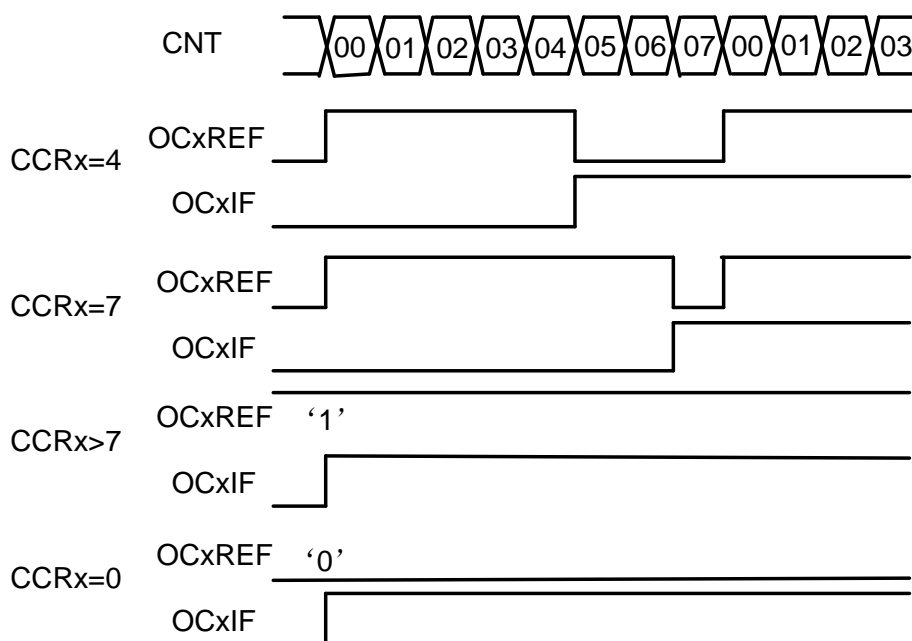 CNT 00 01 02 03 04 05 06 07 00 01 02 03
CCRx=4
OCxREF
OCxIF
CCRx=7
OCxREF
OCxIF
CCRx>7
OCxREF ‘1’
OCxIF
CCRx=0
OCxREF ‘0’
OCxIF